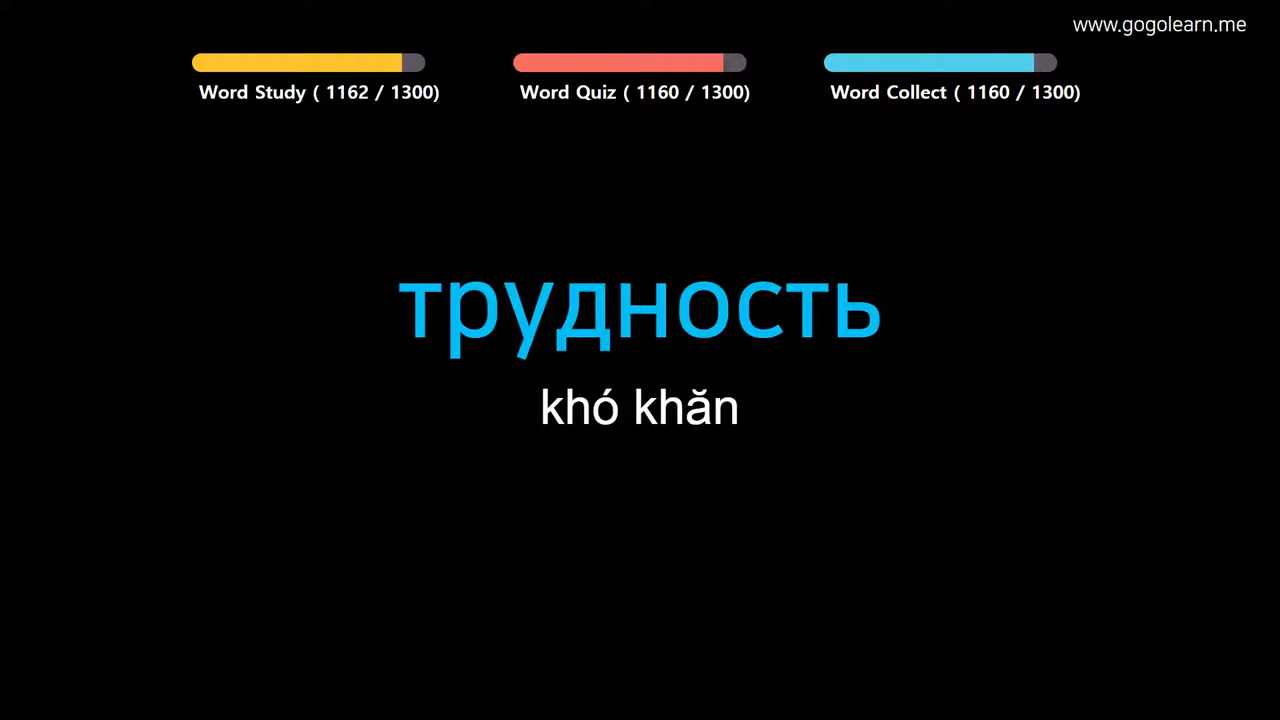 www.gogolearn.me
Word Study ( 1162 / 1300)
Word Quiz ( 1160 / 1300)
Word Collect ( 1160 / 1300)
трудность
khó khăn